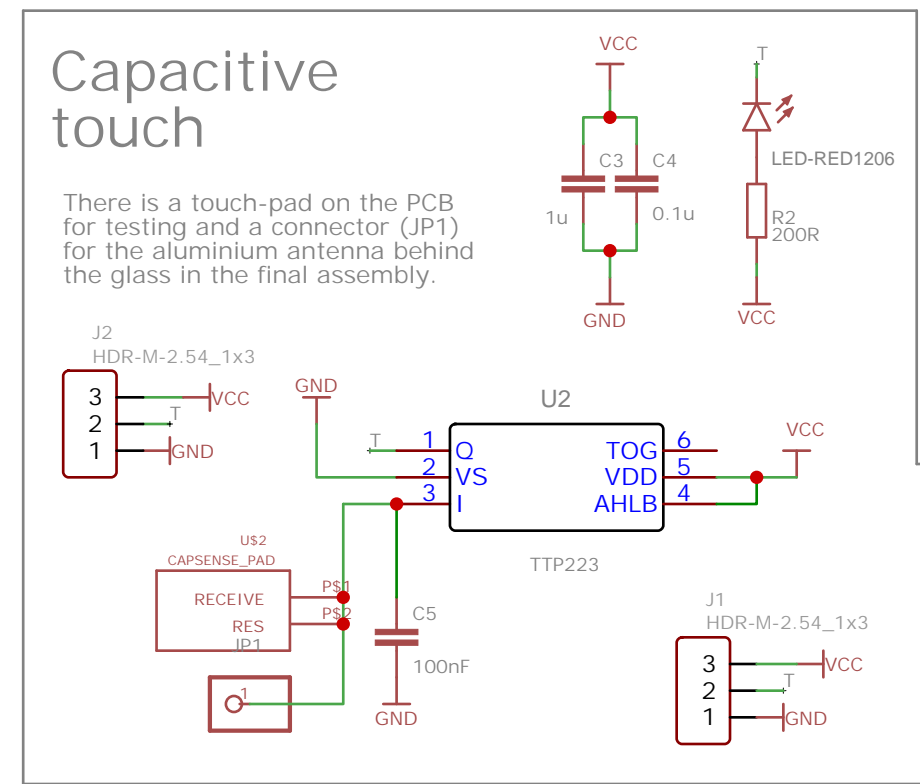 Capacitive
touch
There is a touch-pad on the PCB
for testing and a connector (JP1)
for the aluminium antenna behind
the glass in the final assembly.
VCC
C3
C4
1u
0.1u
GND
T
LED-RED1206
R2
200R
VCC
J2
HDR-M-2.54_1x3
3
VCC
2
T
1
GND
GND
U2
T
1
Q
2
VS
3
I
TOG
6
VDD
5
AHLB
4
VCC
TTP223
U$2
CAPSENSE_PAD
RECEIVE
P$1
RES
P$2
JP1
1
C5
100nF
GND
J1
HDR-M-2.54_1x3
3
VCC
2
T
1
GND